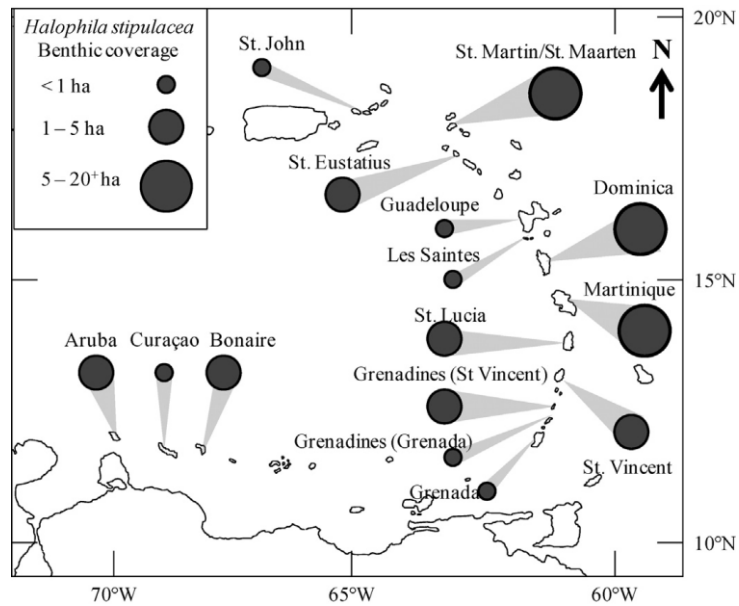 Halophila stipulacea
Benthic coverage
< 1 ha
1 – 5 ha
5 – 20⁺ ha
St. John
St. Martin/St. Maarten
N
20°N
St. Eustatius
Dominica
Guadeloupe
Les Saintes
15°N
Martinique
St. Lucia
Aruba
Curaçao
Bonaire
Grenadines (St Vincent)
Grenadines (Grenada)
St. Vincent
Grenada
10°N
70°W
65°W
60°W